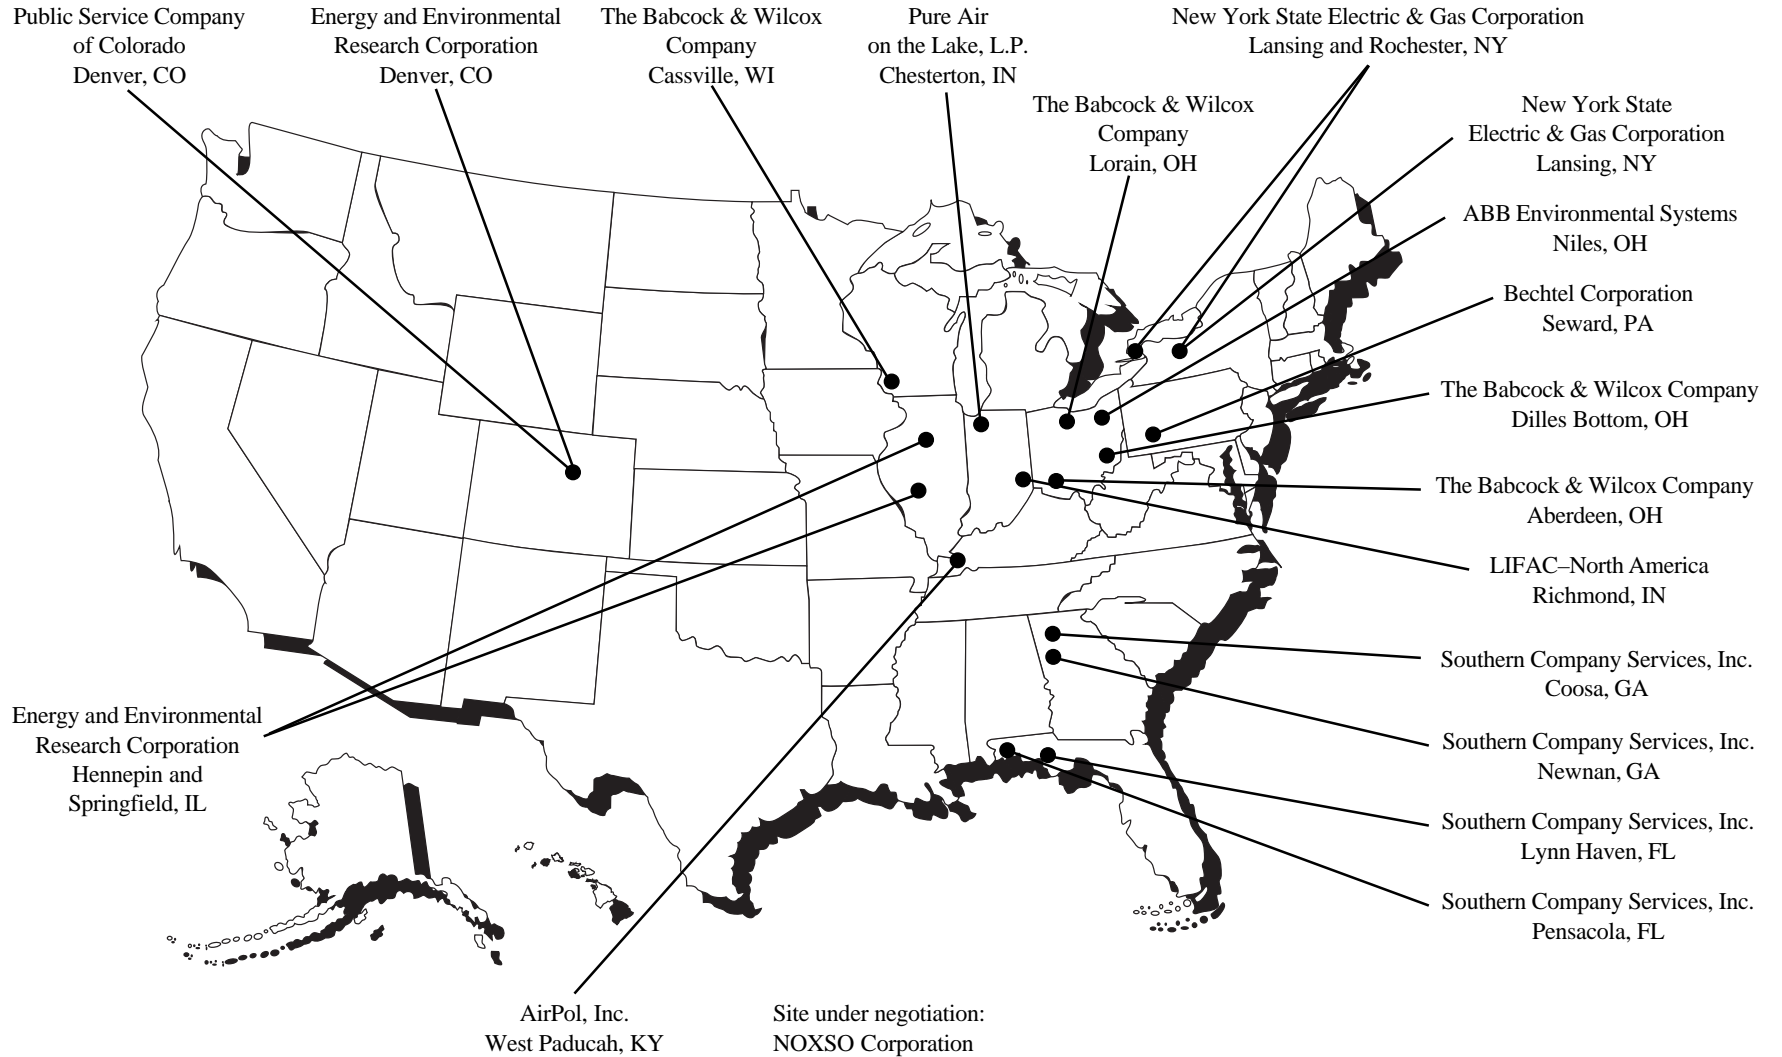 Public Service Company
of Colorado
Denver, CO
Energy and Environmental
Research Corporation
Denver, CO
The Babcock & Wilcox
Company
Cassville, WI
Pure Air
on the Lake, L.P.
Chesterton, IN
New York State Electric & Gas Corporation
Lansing and Rochester, NY
The Babcock & Wilcox
Company
Lorain, OH
New York State
Electric & Gas Corporation
Lansing, NY
ABB Environmental Systems
Niles, OH
Bechtel Corporation
Seward, PA
The Babcock & Wilcox Company
Dilles Bottom, OH
The Babcock & Wilcox Company
Aberdeen, OH
LIFAC–North America
Richmond, IN
Southern Company Services, Inc.
Coosa, GA
Southern Company Services, Inc.
Newnan, GA
Southern Company Services, Inc.
Lynn Haven, FL
Southern Company Services, Inc.
Pensacola, FL
Energy and Environmental
Research Corporation
Hennepin and
Springfield, IL
AirPol, Inc.
West Paducah, KY
Site under negotiation:
NOXSO Corporation